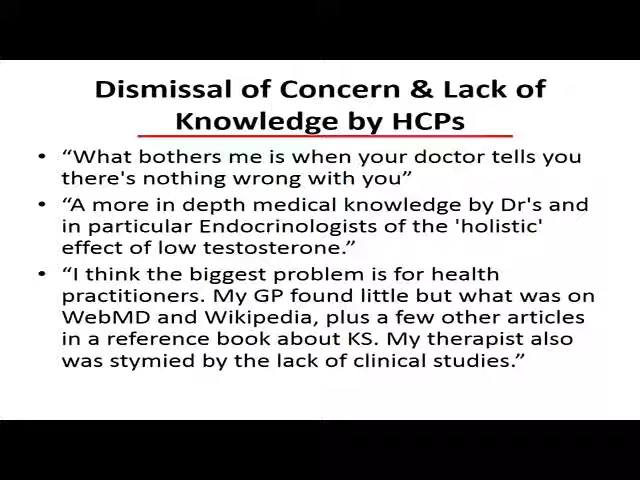 Dismissal of Concern & Lack of
Knowledge by HCPs
• “What bothers me is when your doctor tells you
there's nothing wrong with you”
• “A more in depth medical knowledge by Dr's and
in particular Endocrinologists of the 'holistic'
effect of low testosterone.”
• “I think the biggest problem is for health
practitioners. My GP found little but what was on
WebMD and Wikipedia, plus a few other articles
in a reference book about KS. My therapist also
was stymied by the lack of clinical studies.”